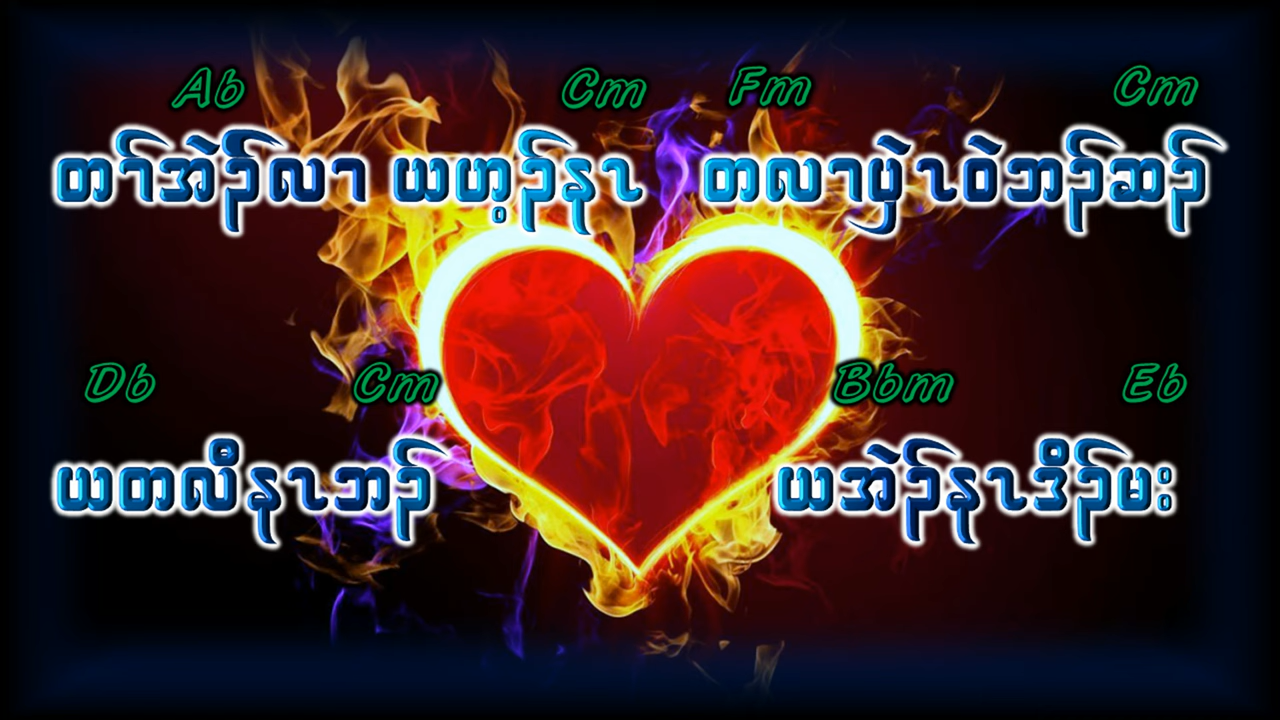 Ab Cm Fm Cm
တၢ်အဲၣ်လၢ ယဟ့ၣ်နၤ တလၢပှဲၤဝဲဘၣ်ဆၣ်
Db Cm Bbm Eb
ယတလီနၤဘၣ် ယအဲၣ်နၤဒိၣ်မး